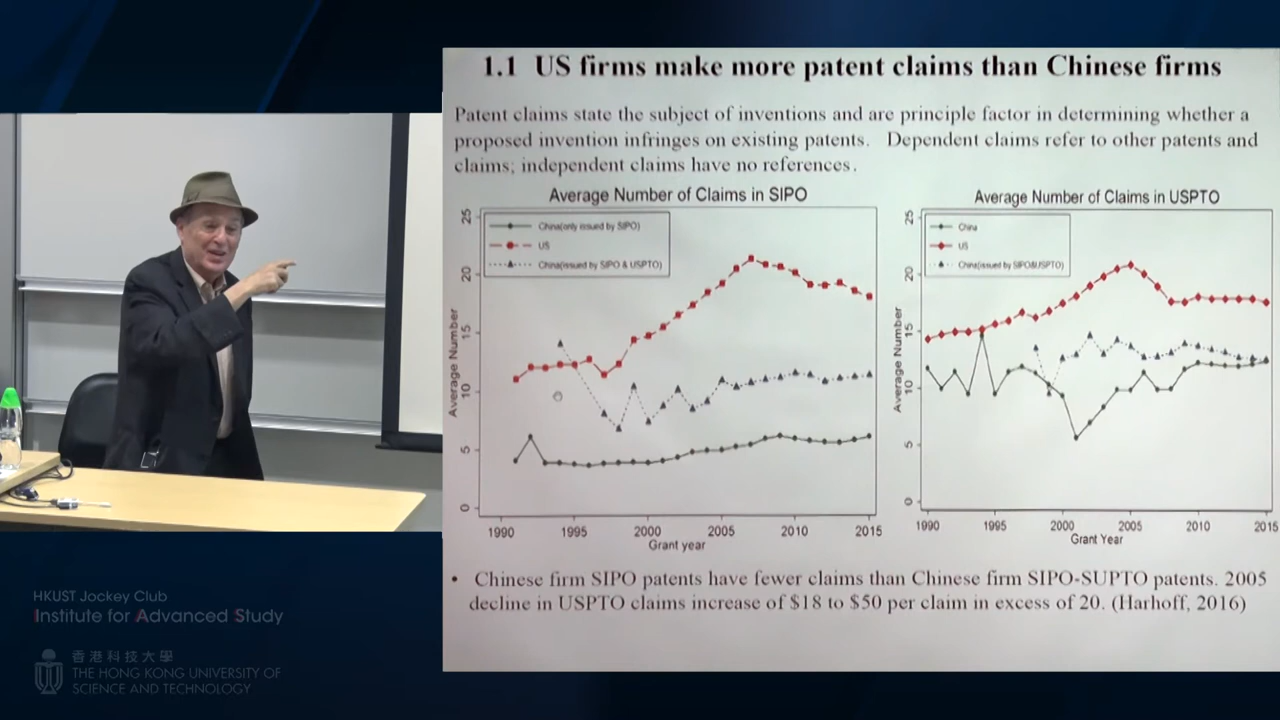 1.1 US firms make more patent claims than Chinese firms
Patent claims state the subject of inventions and are principle factor in determining whether a
proposed invention infringes on existing patents. Dependent claims refer to other patents and
claims; independent claims have no references.
Average Number of Claims in SIPO
China(only issued by SIPO)
US
China(issued by SIPO & USPTO)
Average Number
25
20
15
10
5
0
1990 1995 2000 2005 2010 2015
Grant year
Average Number of Claims in USPTO
China
US
China(issued by SIPO&USPTO)
Average Number
25
20
15
10
5
0
1990 1995 2000 2005 2010 2015
Grant Year
• Chinese firm SIPO patents have fewer claims than Chinese firm SIPO-SUPTO patents. 2005
decline in USPTO claims increase of $18 to $50 per claim in excess of 20. (Harhoff, 2016)
HKUST Jockey Club
Institute for Advanced Study
香港科技大學
THE HONG KONG UNIVERSITY OF
SCIENCE AND TECHNOLOGY